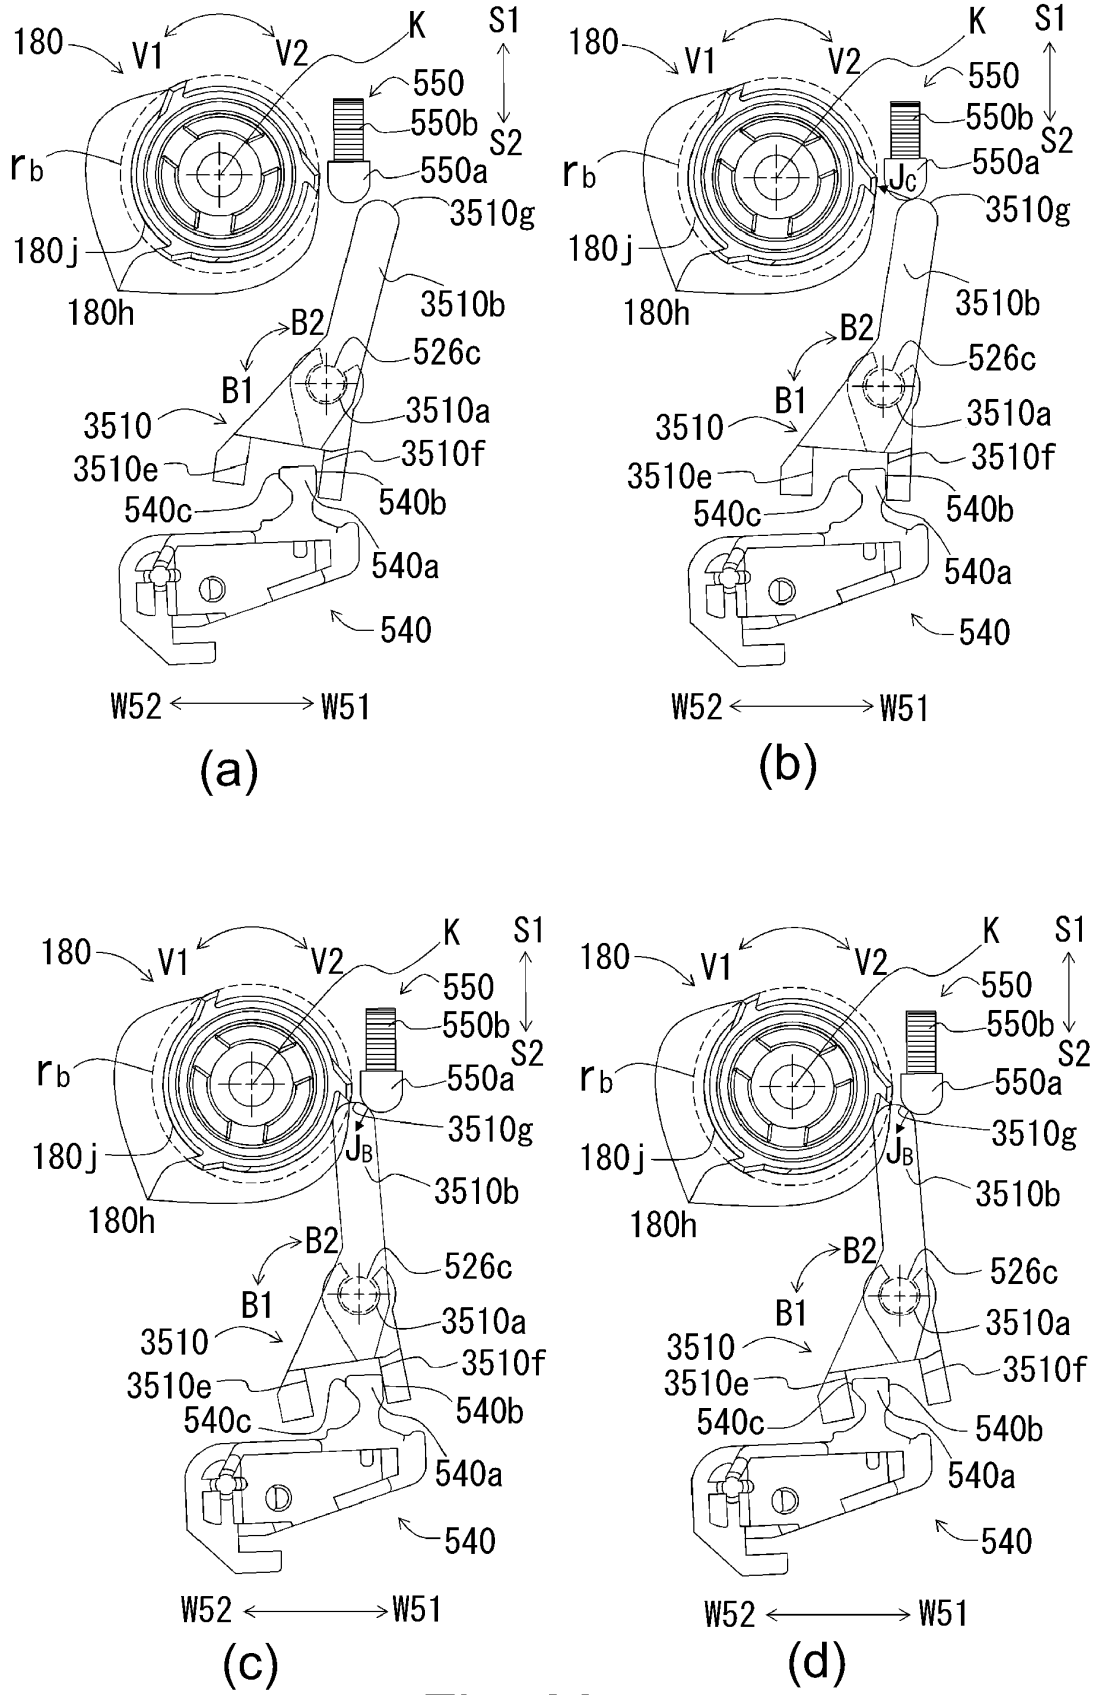 K
S1
180
V1
V2
550
550b
S2
rb
550a
3510g
180j
180h
3510b
B2
526c
B1
3510
3510a
3510e
3510f
540c
540b
540a
540
W52
W51
(a)
K
S1
180
V1
V2
550
550b
S2
rb
550a
JC
3510g
180j
180h
3510b
B2
526c
B1
3510
3510a
3510e
3510f
540c
540b
540a
540
W52
W51
(b)
K
S1
180
V1
V2
550
550b
S2
rb
550a
3510g
JB
180j
3510b
180h
B2
526c
B1
3510a
3510
3510f
3510e
540c
540b
540a
540
W52
W51
(c)
K
S1
180
V1
V2
550
550b
S2
rb
550a
3510g
JB
180j
3510b
180h
B2
526c
B1
3510a
3510
3510f
3510e
540c
540b
540a
540
W52
W51
(d)